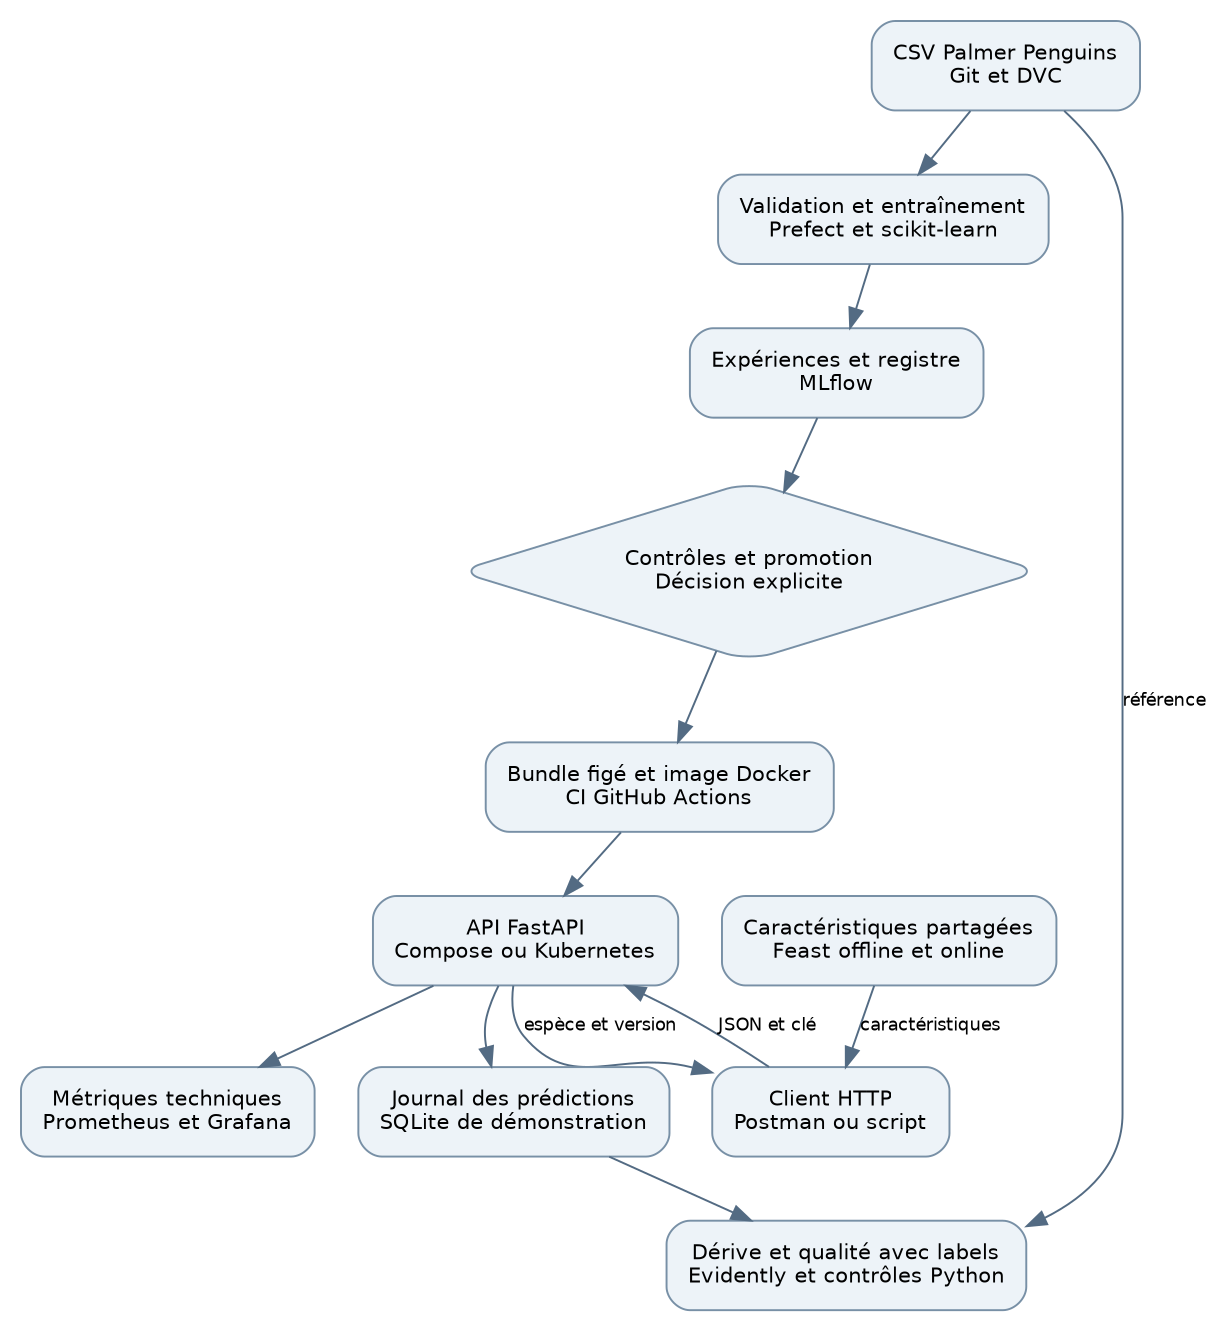 CSV Palmer Penguins
Git et DVC
Validation et entraînement
Prefect et scikit-learn
Expériences et registre
MLflow
Contrôles et promotion
Décision explicite
référence
Bundle figé et image Docker
CI GitHub Actions
API FastAPI
Compose ou Kubernetes
Caractéristiques partagées
Feast offline et online
espèce et version
JSON et clé
caractéristiques
Métriques techniques
Prometheus et Grafana
Journal des prédictions
SQLite de démonstration
Client HTTP
Postman ou script
Dérive et qualité avec labels
Evidently et contrôles Python